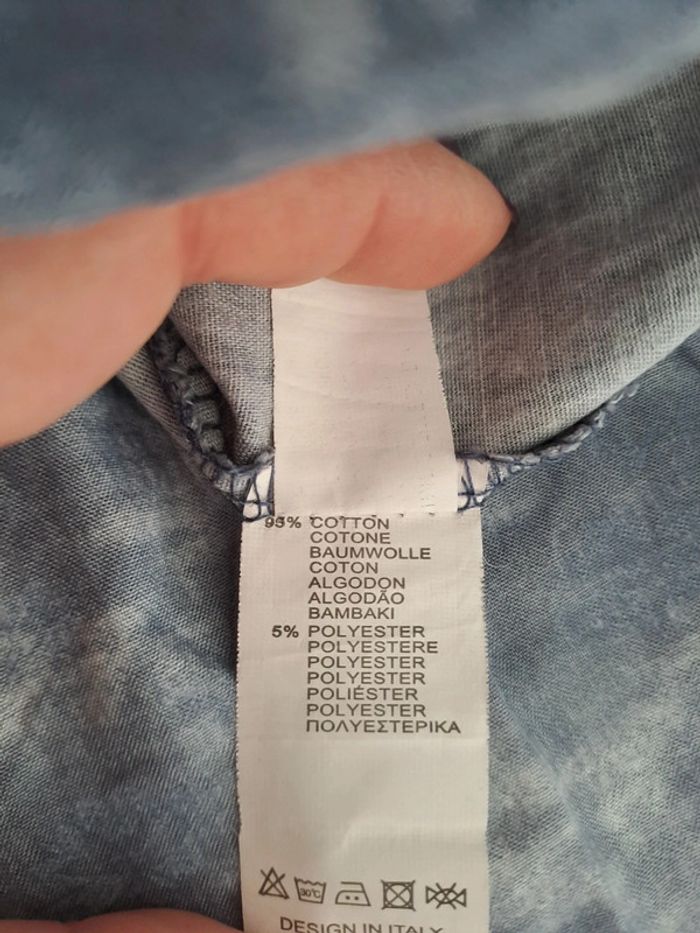 95% COTTON
COTONE
BAUMWOLLE
COTON
ALGODON
ALGODÃO
BAMBAKI
5% POLYESTER
POLYESTERE
POLYESTER
POLYESTER
POLIÉSTER
POLYESTER
ΠΟΛΥΕΣΤΕΡΙΚΑ
30°C
DESIGN IN ITALY